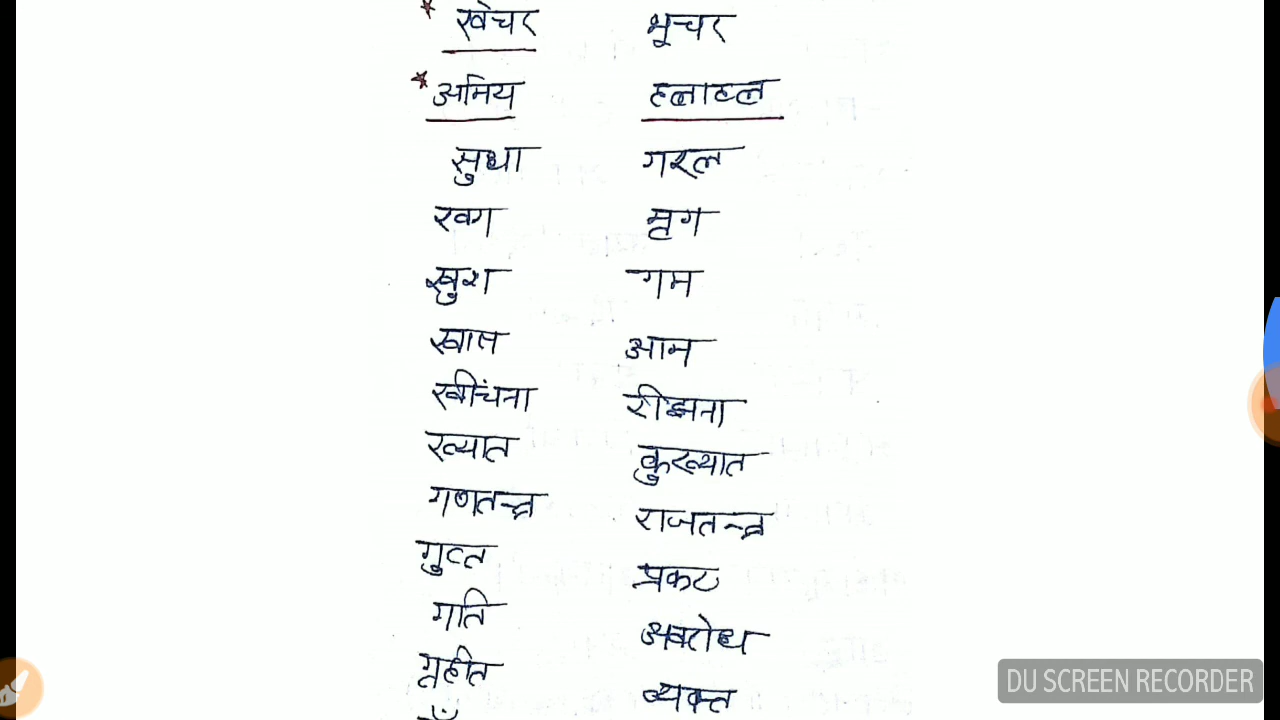 * खेचर भूचर
* अमिय हलाहल
सुधा गरल
खग मृग
खुश गम
खास आम
खींचना रीझना
ख्यात कुख्यात
गणतन्त्र राजतन्त्र
गुप्त प्रकट
गति अवरोध
गृहीत व्यक्त
DU SCREEN RECORDER